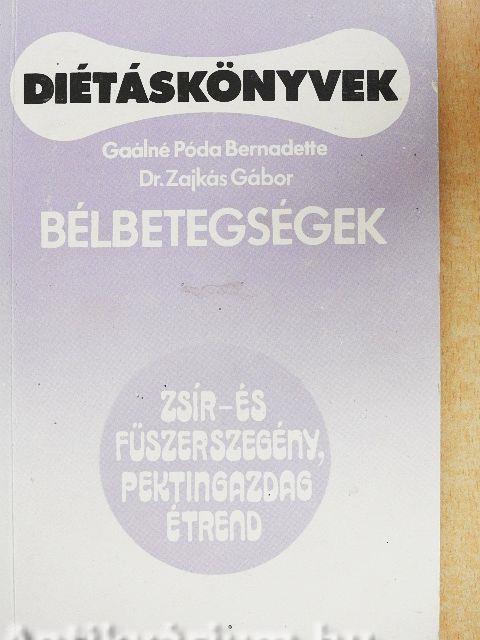 DIÉTÁSKÖNYVEK
Gaálné Póda Bernadette
Dr. Zajkás Gábor
BÉLBETEGSÉGEK
ZSÍR-ÉS
FŰSZERSZEGÉNY,
PEKTINGAZDAG
ÉTREND